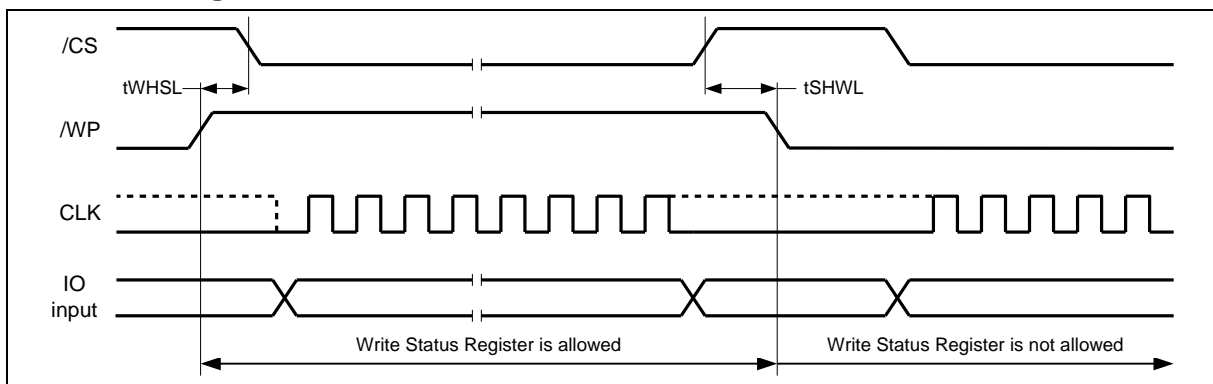 /CS
tWHSL
tSHWL
/WP
CLK
IO
input
Write Status Register is allowed
Write Status Register is not allowed